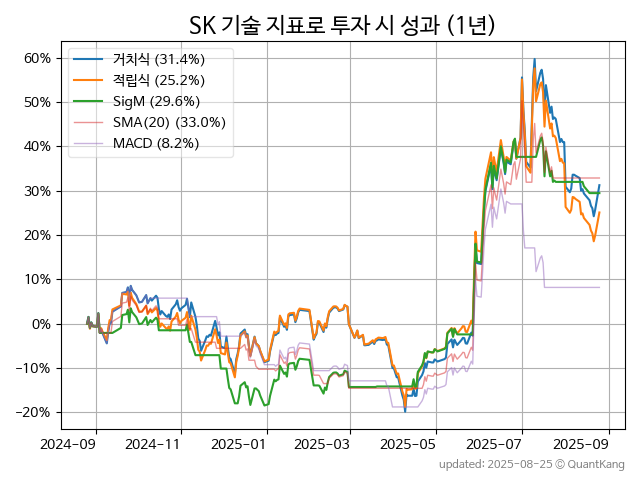 SK 기술 지표로 투자 시 성과 (1년)
거치식 (31.4%)
적립식 (25.2%)
SigM (29.6%)
SMA(20) (33.0%)
MACD (8.2%)
60%
50%
40%
30%
20%
10%
0%
−10%
−20%
2024-09
2024-11
2025-01
2025-03
2025-05
2025-07
2025-09
updated: 2025-08-25 © QuantKang